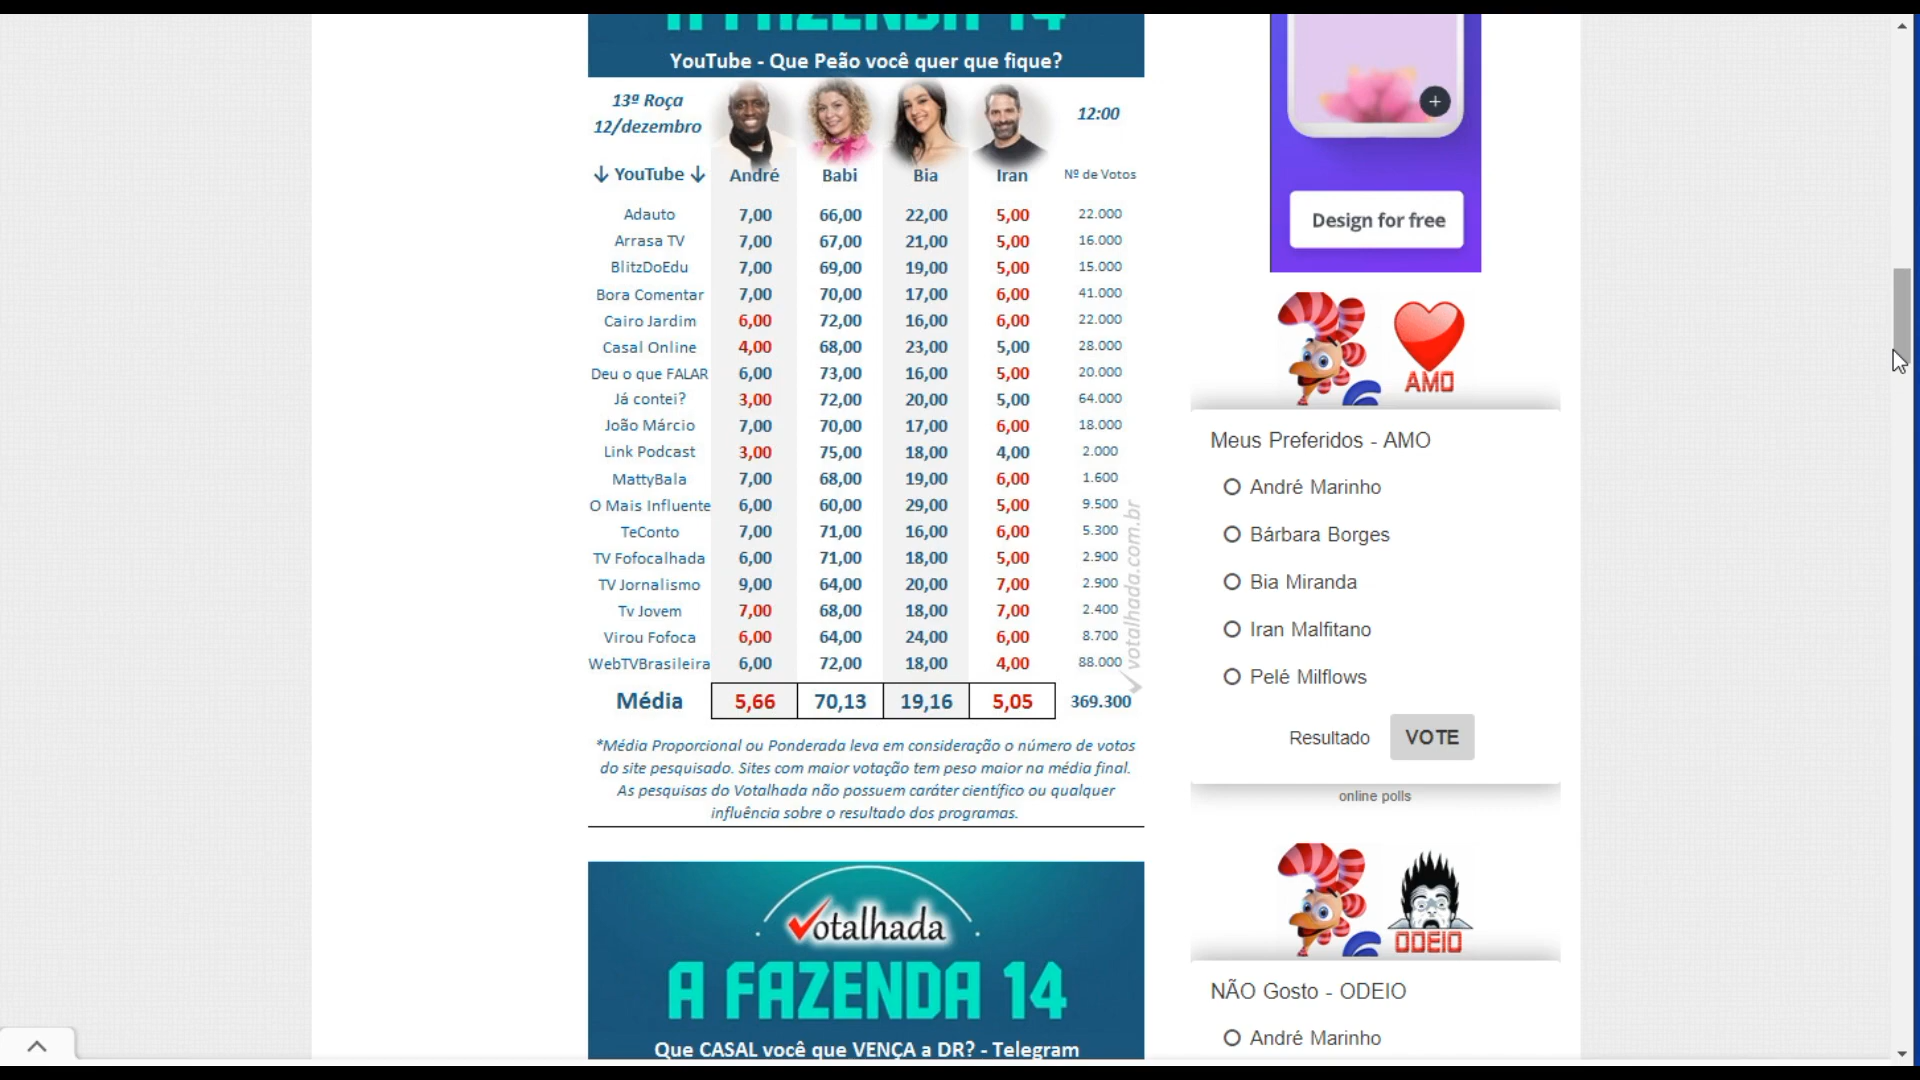 A FAZENDA 14
YouTube - Que Peão você quer que fique?
13ª Roça
12/dezembro
12:00
↓ YouTube ↓ André Babi Bia Iran Nº de Votos
Adauto 7,00 66,00 22,00 5,00 22.000
Arrasa TV 7,00 67,00 21,00 5,00 16.000
BlitzDoEdu 7,00 69,00 19,00 5,00 15.000
Bora Comentar 7,00 70,00 17,00 6,00 41.000
Cairo Jardim 6,00 72,00 16,00 6,00 22.000
Casal Online 4,00 68,00 23,00 5,00 28.000
Deu o que FALAR 6,00 73,00 16,00 5,00 20.000
Já contei? 3,00 72,00 20,00 5,00 64.000
João Márcio 7,00 70,00 17,00 6,00 18.000
Link Podcast 3,00 75,00 18,00 4,00 2.000
MattyBala 7,00 68,00 19,00 6,00 1.600
O Mais Influente 6,00 60,00 29,00 5,00 9.500
TeConto 7,00 71,00 16,00 6,00 5.300
TV Fofocalhada 6,00 71,00 18,00 5,00 2.900
TV Jornalismo 9,00 64,00 20,00 7,00 2.900
Tv Jovem 7,00 68,00 18,00 7,00 2.400
Virou Fofoca 6,00 64,00 24,00 6,00 8.700
WebTVBrasileira 6,00 72,00 18,00 4,00 88.000
Média 5,66 70,13 19,16 5,05 369.300
votalhada.com.br
*Média Proporcional ou Ponderada leva em consideração o número de votos
do site pesquisado. Sites com maior votação tem peso maior na média final.
As pesquisas do Votalhada não possuem caráter científico ou qualquer
influência sobre o resultado dos programas.
Votalhada
A FAZENDA 14
Que CASAL você que VENÇA a DR? - Telegram
Design for free
AMO
Meus Preferidos - AMO
André Marinho
Bárbara Borges
Bia Miranda
Iran Malfitano
Pelé Milflows
Resultado VOTE
online polls
ODEIO
NÃO Gosto - ODEIO
André Marinho